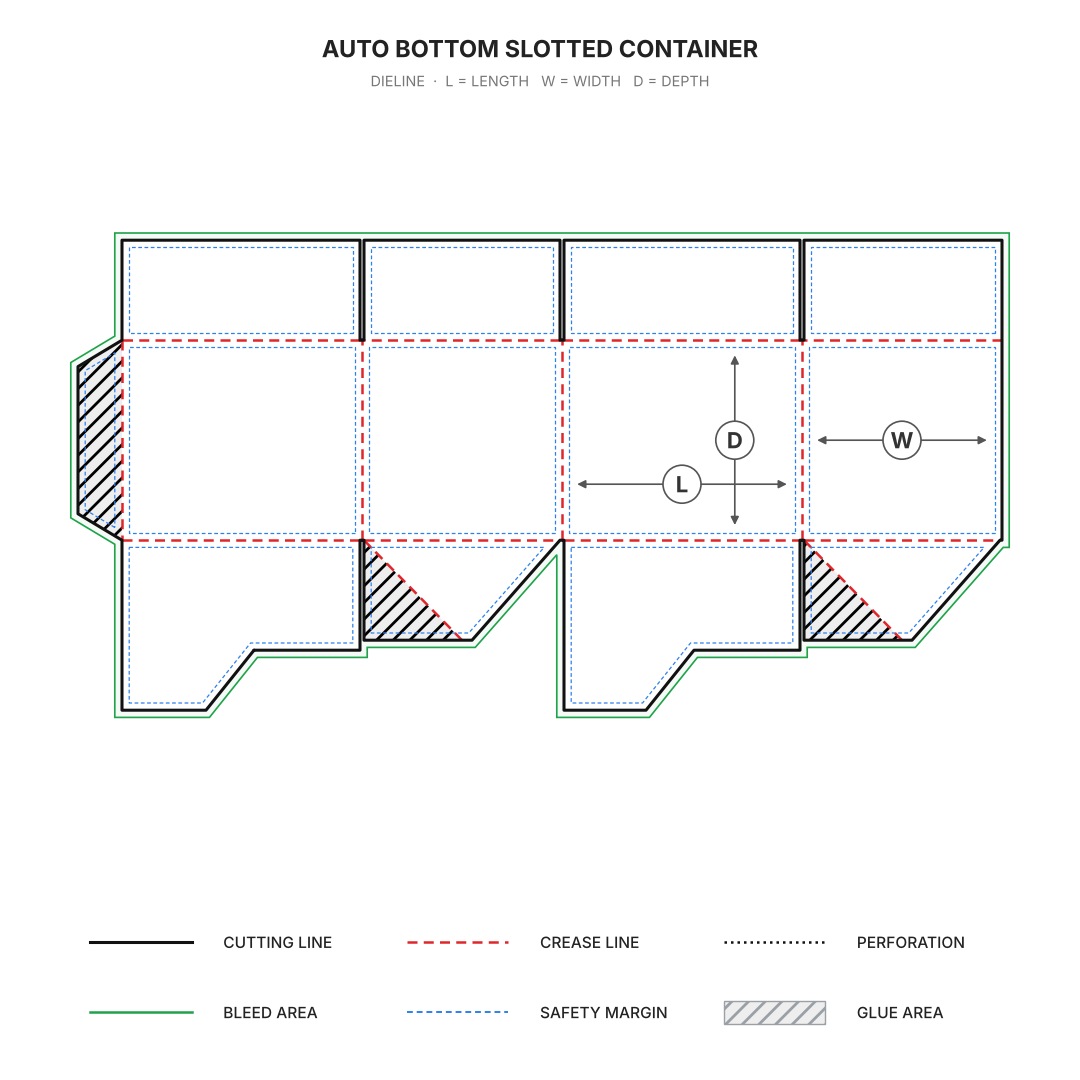 AUTO BOTTOM SLOTTED CONTAINER
DIELINE · L = LENGTH W = WIDTH D = DEPTH
D
W
L
CUTTING LINE
CREASE LINE
PERFORATION
BLEED AREA
SAFETY MARGIN
GLUE AREA